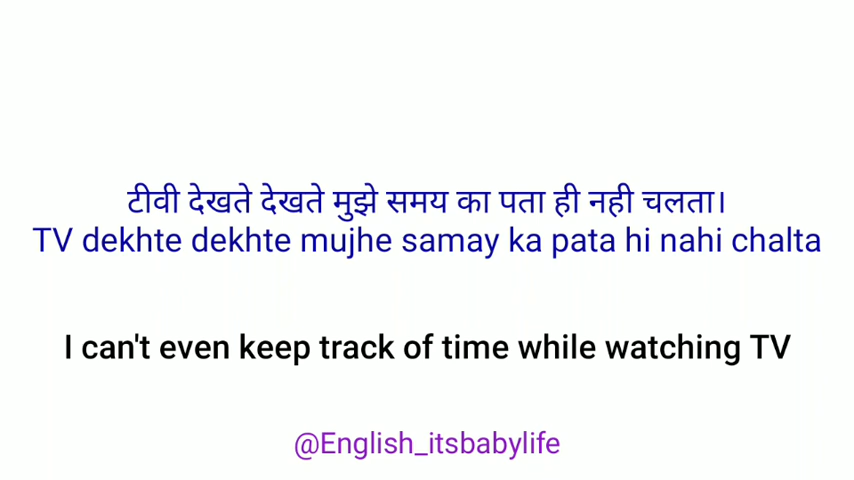 टीवी देखते देखते मुझे समय का पता ही नही चलता।
TV dekhte dekhte mujhe samay ka pata hi nahi chalta
I can't even keep track of time while watching TV
@English_itsbabylife